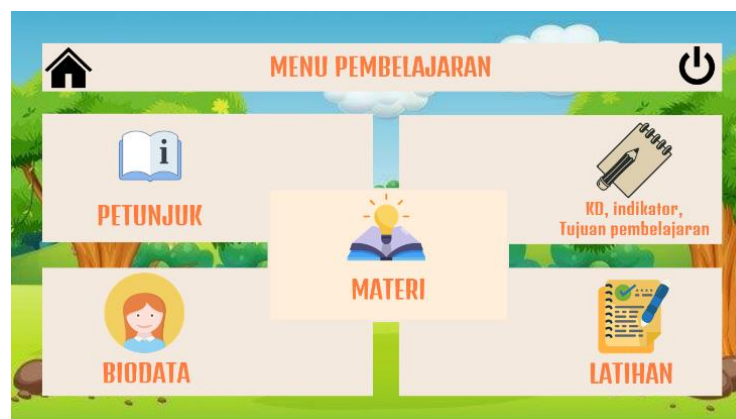 MENU PEMBELAJARAN
i
PETUNJUK
KD, indikator,
Tujuan pembelajaran
MATERI
BIODATA
LATIHAN